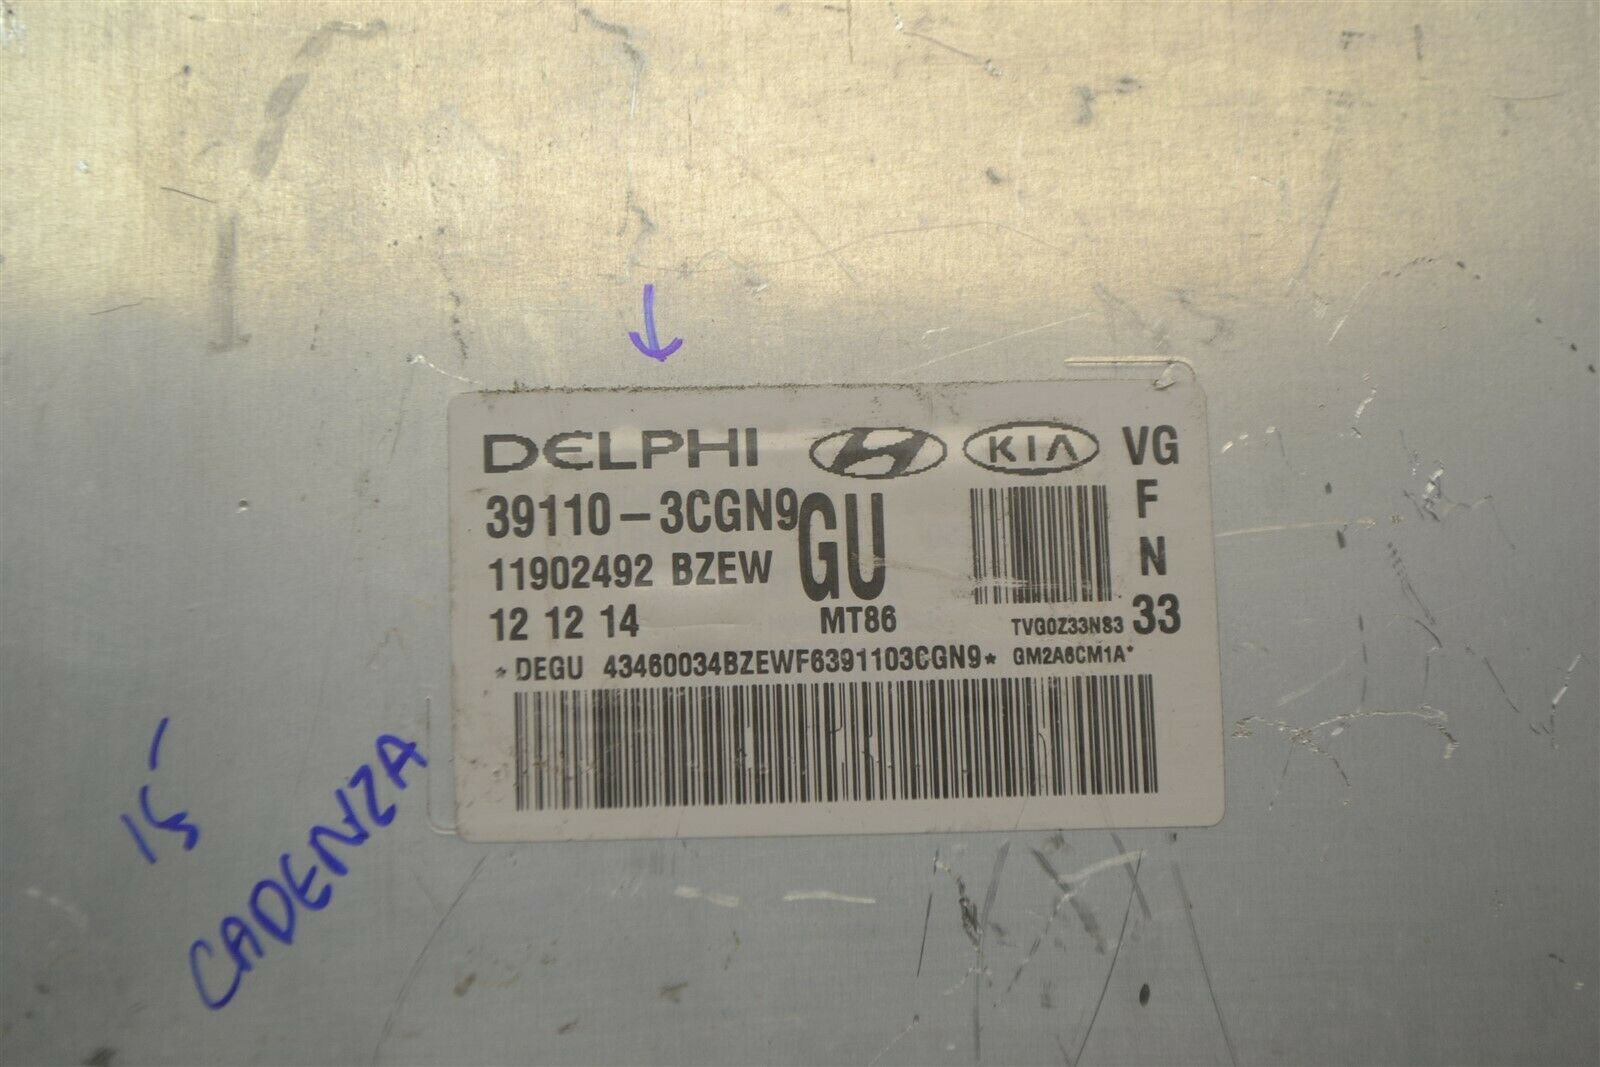 DELPHI KIA VG
39110-3CGN9 GU F
11902492 BZEW N
12 12 14 MT86 TVG0Z33NS3 33
*DEGU 43460034BZEWF6391103CGN9* GM2A6CM1A*
15
CADENZA